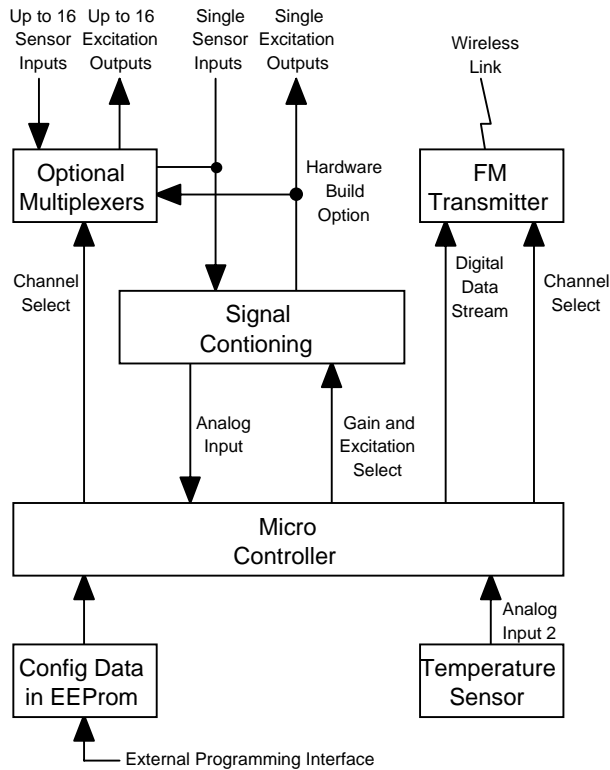 Up to 16
Sensor
Inputs
Up to 16
Excitation
Outputs
Single
Sensor
Inputs
Single
Excitation
Outputs
Wireless
Link
Optional
Multiplexers
Hardware
Build
Option
FM
Transmitter
Channel
Select
Signal
Contioning
Digital
Data
Stream
Channel
Select
Analog
Input
Gain and
Excitation
Select
Micro
Controller
Analog
Input 2
Config Data
in EEProm
Temperature
Sensor
External Programming Interface